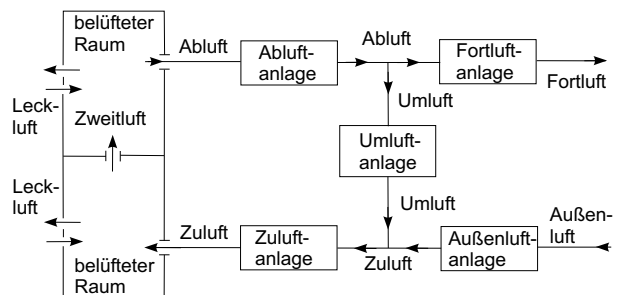 belüfteter
Raum
Abluft
Abluft-
anlage
Abluft
Fortluft-
anlage
Fortluft
Leck-
luft
Zweitluft
Umluft
Umluft-
anlage
Leck-
luft
Umluft
Zuluft
Zuluft-
anlage
Zuluft
Außenluft-
anlage
Außen-
luft
belüfteter
Raum